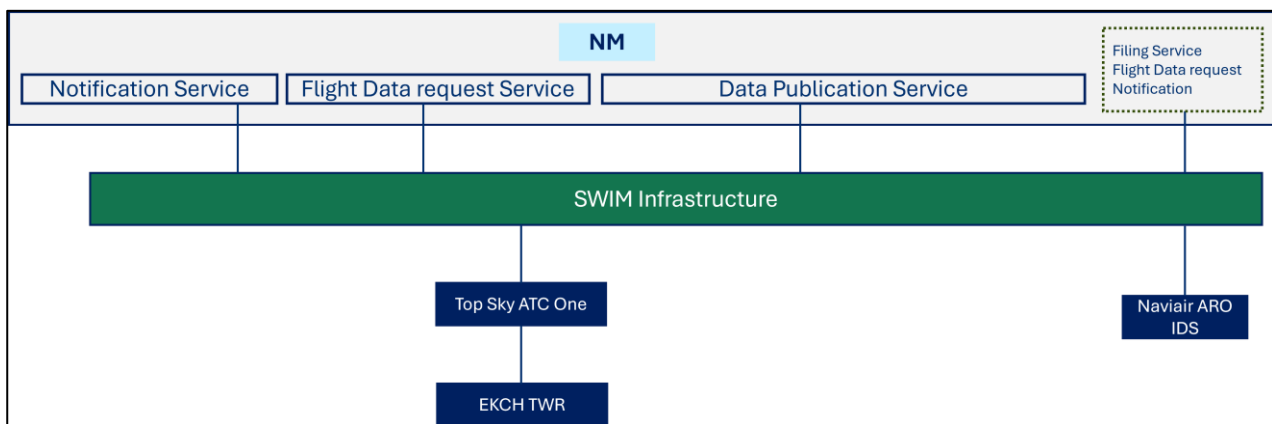 NM
Notification Service
Flight Data request Service
Data Publication Service
Filing Service
Flight Data request
Notification
SWIM Infrastructure
Top Sky ATC One
Naviair ARO
IDS
EKCH TWR